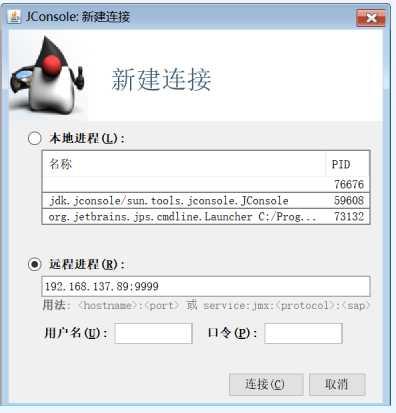 JConsole: 新建连接
新建连接
本地进程(L):
名称 PID
76676
jdk.jconsole/sun.tools.jconsole.JConsole 59608
org.jetbrains.jps.cmdline.Launcher C:/Prog... 73132
远程进程(R):
192.168.137.89:9999
用法: <hostname>:<port> 或 service:jmx:<protocol>:<sap>
用户名(U): 口令(P):
连接(C) 取消